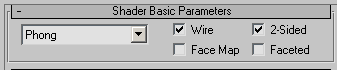 - Shader Basic Parameters
Phong Wire 2-Sided
Face Map Faceted